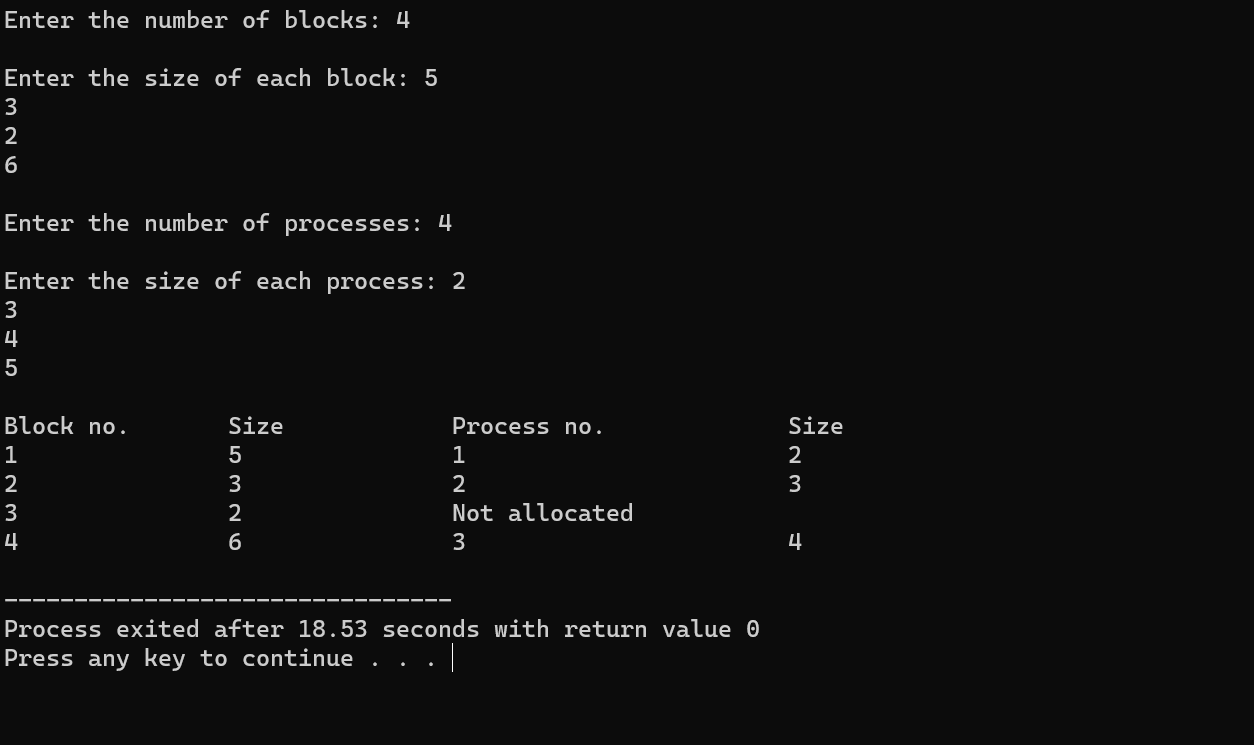 Enter the number of blocks: 4
Enter the size of each block: 5
3
2
6
Enter the number of processes: 4
Enter the size of each process: 2
3
4
5
Block no. Size Process no. Size
1 5 1 2
2 3 2 3
3 2 Not allocated
4 6 3 4
--------------------------------
Process exited after 18.53 seconds with return value 0
Press any key to continue . . .